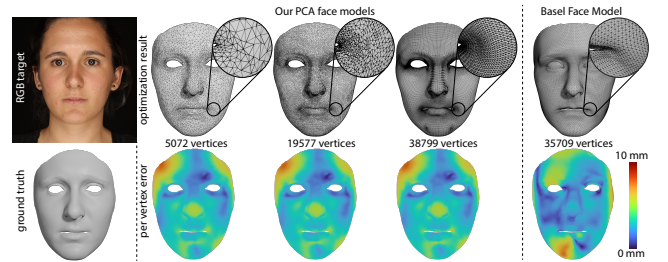 Our PCA face models
Basel Face Model
RGB target
optimization result
5072 vertices
19577 vertices
38799 vertices
35709 vertices
ground truth
per vertex error
10 mm
0 mm